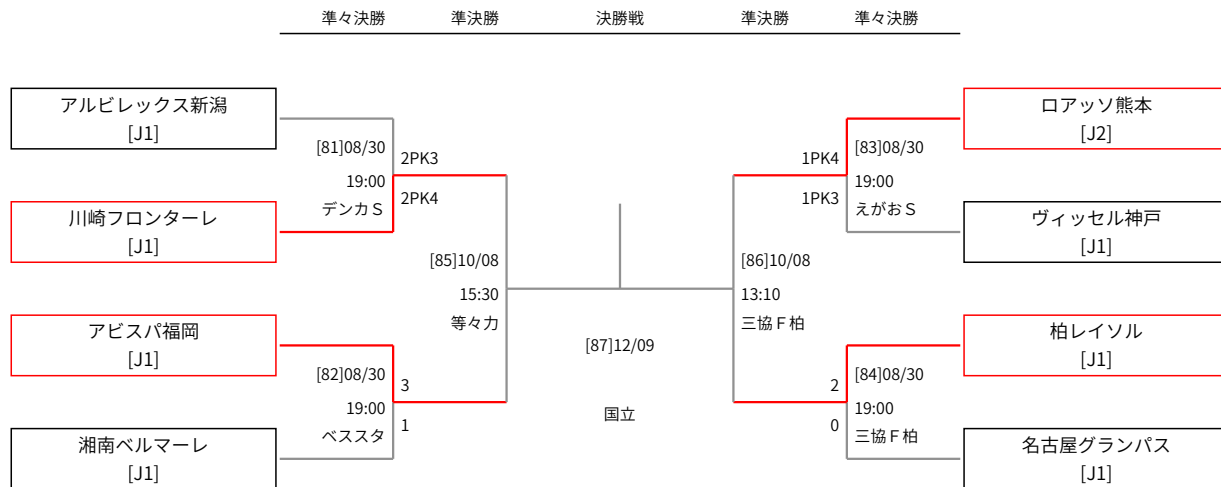 準々決勝 準決勝 決勝戦 準決勝 準々決勝
アルビレックス新潟
[J1]
[81]08/30
19:00
デンカS
2PK3
2PK4
川崎フロンターレ
[J1]
[85]10/08
15:30
等々力
アビスパ福岡
[J1]
[82]08/30
19:00
ベススタ
3
1
湘南ベルマーレ
[J1]
[87]12/09
国立
ロアッソ熊本
[J2]
1PK4
1PK3
[83]08/30
19:00
えがおS
ヴィッセル神戸
[J1]
[86]10/08
13:10
三協F柏
柏レイソル
[J1]
2
0
[84]08/30
19:00
三協F柏
名古屋グランパス
[J1]